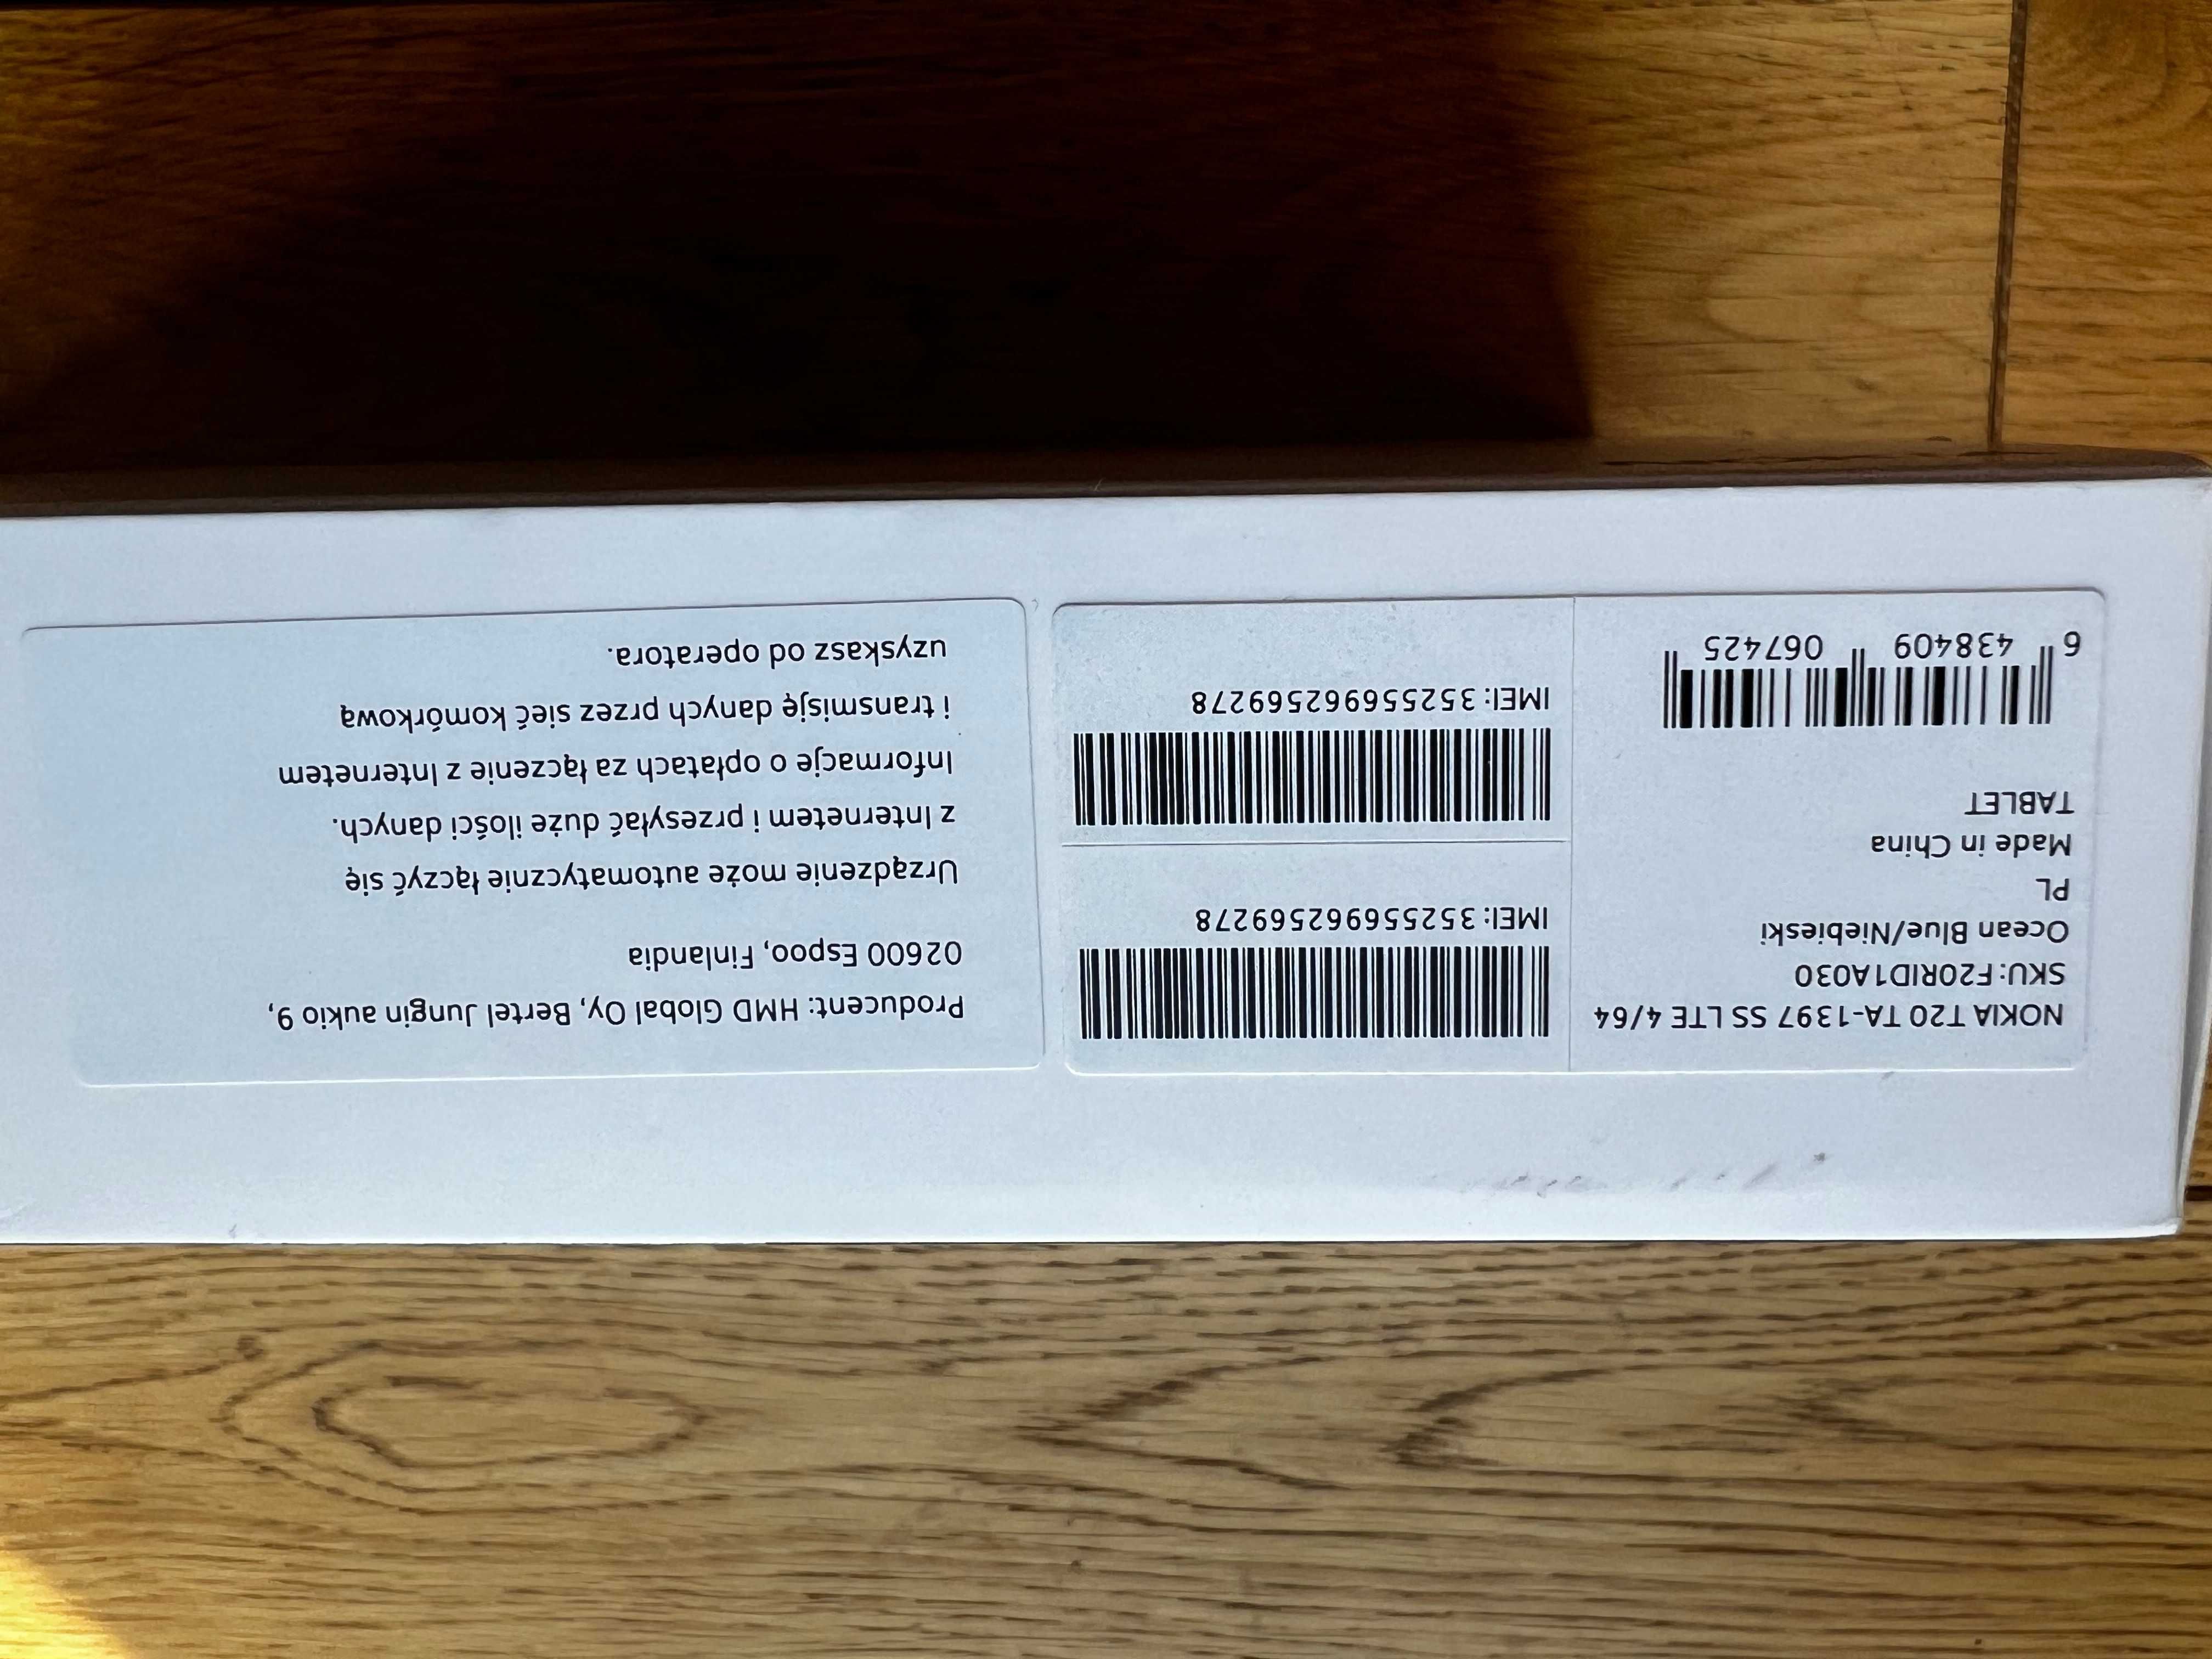 NOKIA T20 TA-1397 SS LTE 4/64
SKU: F20RID1A030
Ocean Blue/Niebieski
PL
Made in China
TABLET
6 438409 067425
IMEI: 352556962569278
IMEI: 352556962569278
Producent: HMD Global Oy, Bertel Jungin aukio 9,
02600 Espoo, Finlandia
Urządzenie może automatycznie łączyć się
z Internetem i przesyłać duże ilości danych.
Informacje o opłatach za łączenie z Internetem
i transmisję danych przez sieć komórkową
uzyskasz od operatora.